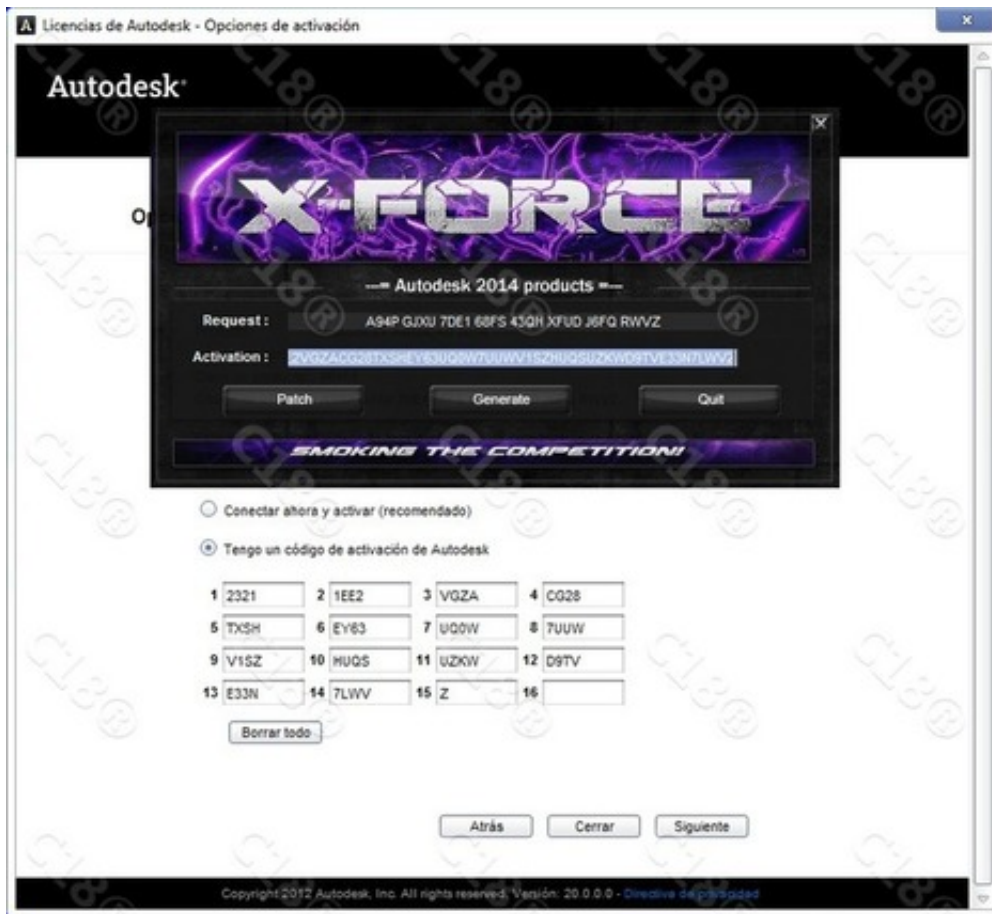 Licencias de Autodesk - Opciones de activación
Autodesk
X-FORCE
---= Autodesk 2014 products =---
Request : A94P GJXU 7DE1 68FS 43QH XFUD J6FQ RWVZ
Activation :
Patch Generate Quit
SMOKING THE COMPETITION!
Op
Conectar ahora y activar (recomendado)
Tengo un código de activación de Autodesk
1 2321 2 1EE2 3 VGZA 4 CG28
5 TXSH 6 EY63 7 UQ0W 8 7UUW
9 V1SZ 10 HUQS 11 UZKW 12 D9TV
13 E33N 14 7LWV 15 Z 16
Borrar todo
Atrás Cerrar Siguiente
Copyright 2012 Autodesk, Inc. All rights reserved. Versión: 20.0.0.0 - Directiva de privacidad
C18®